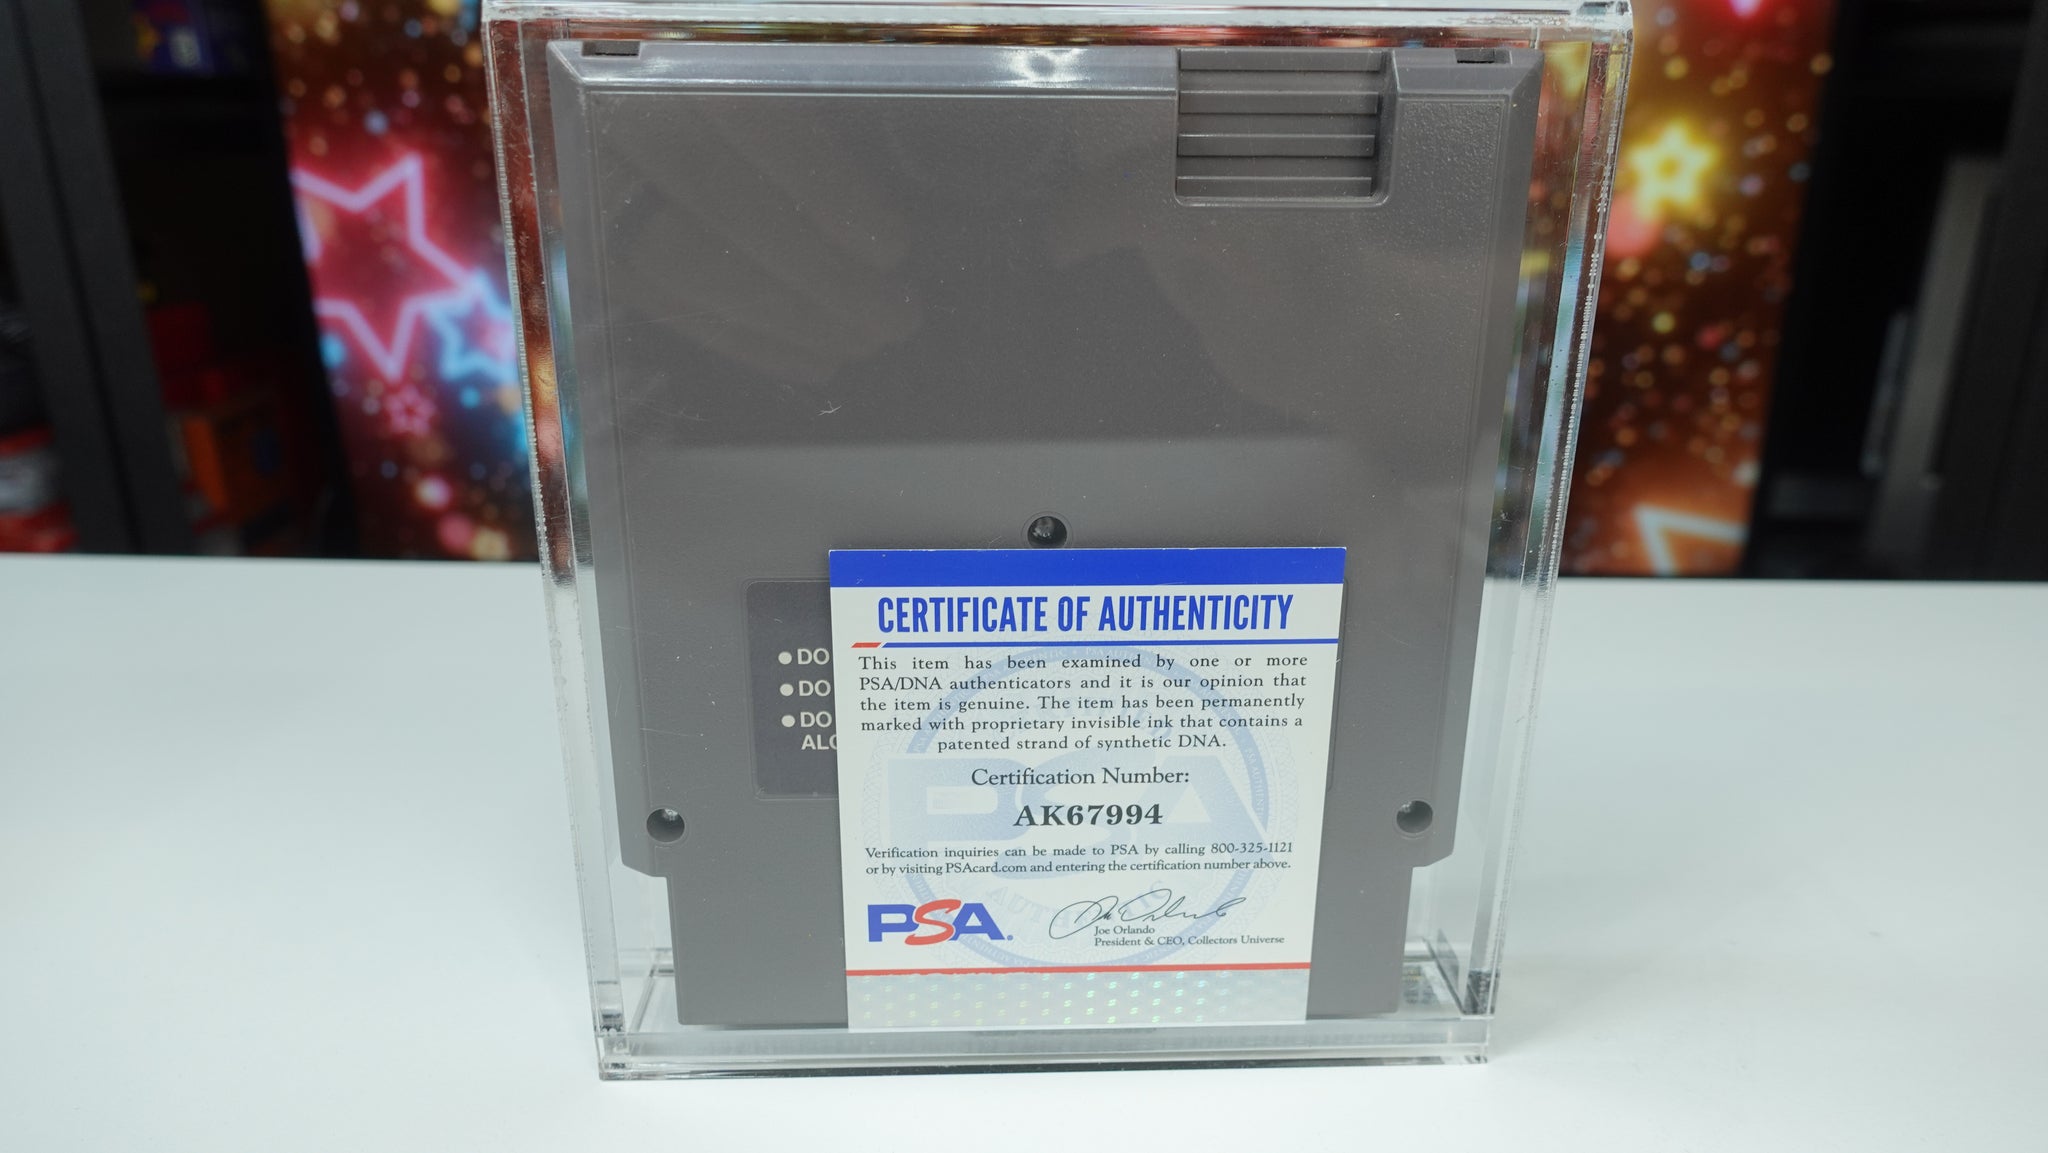 ● DO
● DO
● DO
ALO
CERTIFICATE OF AUTHENTICITY
This item has been examined by one or more
PSA/DNA authenticators and it is our opinion that
the item is genuine. The item has been permanently
marked with proprietary invisible ink that contains a
patented strand of synthetic DNA.
Certification Number:
AK67994
Verification inquiries can be made to PSA by calling 800-325-1121
or by visiting PSAcard.com and entering the certification number above.
PSA.
Joe Orlando
President & CEO, Collectors Universe